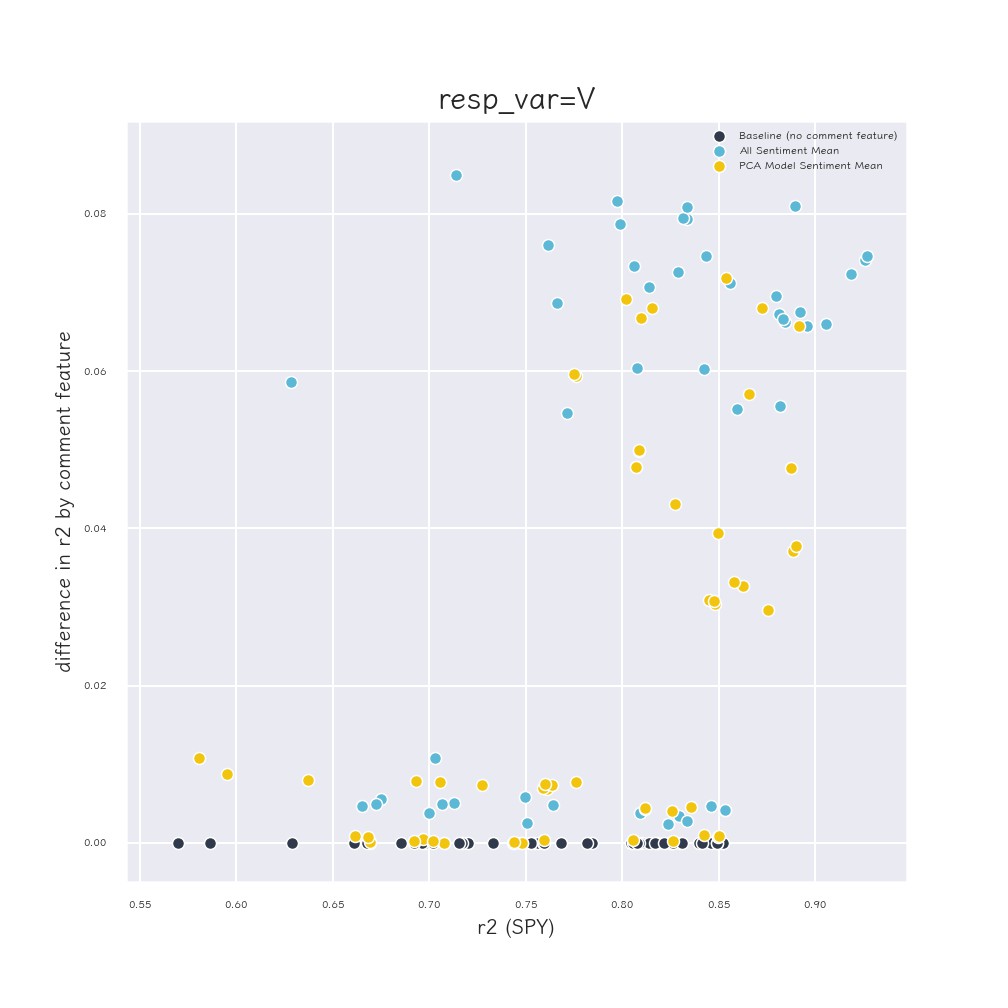 resp_var=V
Baseline (no comment feature)
All Sentiment Mean
PCA Model Sentiment Mean
difference in r2 by comment feature
0.08
0.06
0.04
0.02
0.00
0.55 0.60 0.65 0.70 0.75 0.80 0.85 0.90
r2 (SPY)